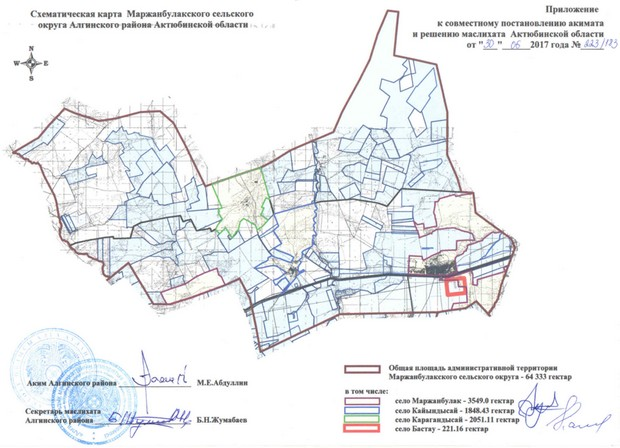 Схематическая карта Маржанбулакского сельского
округа Алгинского района Актюбинской области
Приложение
к совместному постановлению акимата
и решению маслихата Актюбинской области
от "30" 06 2017 года № 223/183
N
W E
S
Аким Алгинского района
М.Е.Абдуллин
Секретарь маслихата
Алгинского района
Б.Н.Жумабаев
Общая площадь административной территории
Маржанбулакского сельского округа - 64 333 гектар
в том числе:
село Маржанбулак - 3549.0 гектар
село Кайындысай - 1848.43 гектар
село Карагандысай - 2051.11 гектар
село Бастау - 221.16 гектар